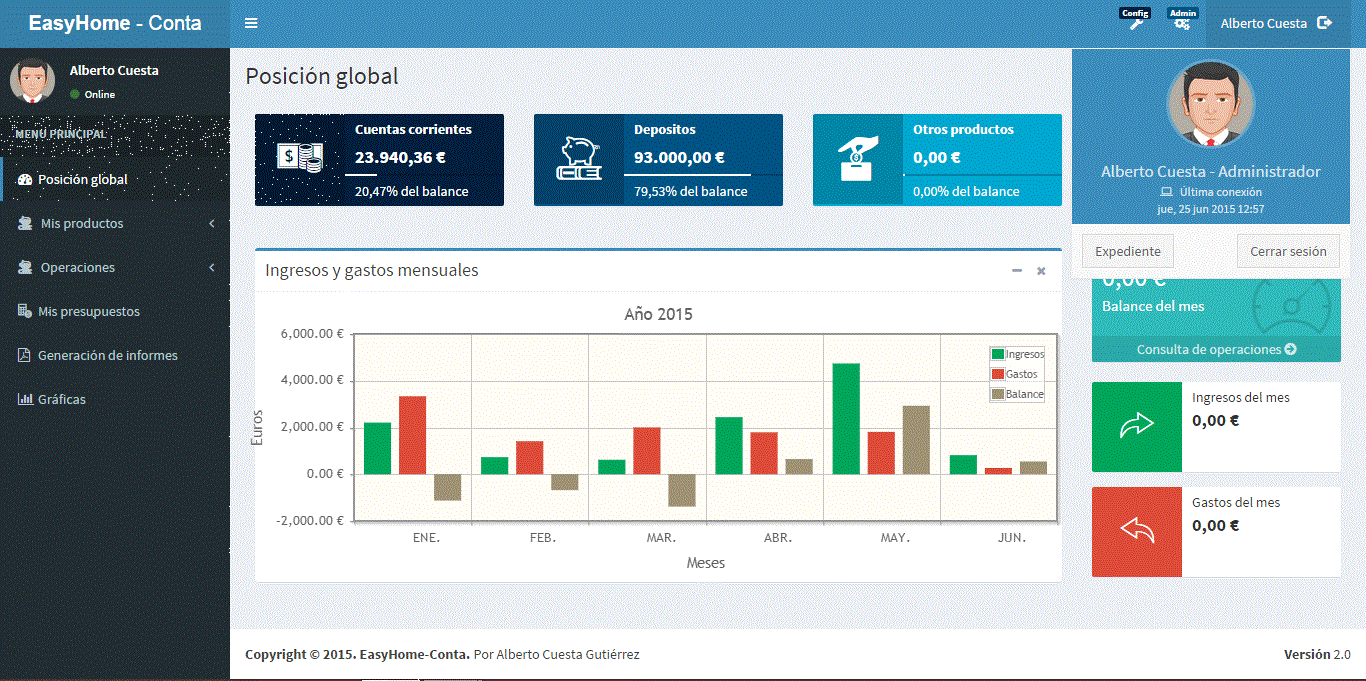 EasyHome - Conta
Config
Admin
Alberto Cuesta
Alberto Cuesta
Online
MENÚ PRINCIPAL
Posición global
Mis productos
Operaciones
Mis presupuestos
Generación de informes
Gráficas
Posición global
Cuentas corrientes
23.940,36 €
20,47% del balance
Depositos
93.000,00 €
79,53% del balance
Otros productos
0,00 €
0,00% del balance
Alberto Cuesta - Administrador
Última conexión
jue, 25 jun 2015 12:57
Expediente
Cerrar sesión
0,00 €
Balance del mes
Consulta de operaciones
Ingresos del mes
0,00 €
Gastos del mes
0,00 €
Ingresos y gastos mensuales
Año 2015
6,000.00 €
4,000.00 €
2,000.00 €
0.00 €
-2,000.00 €
Euros
Ingresos
Gastos
Balance
ENE.
FEB.
MAR.
ABR.
MAY.
JUN.
Meses
Copyright © 2015. EasyHome-Conta. Por Alberto Cuesta Gutiérrez
Versión 2.0